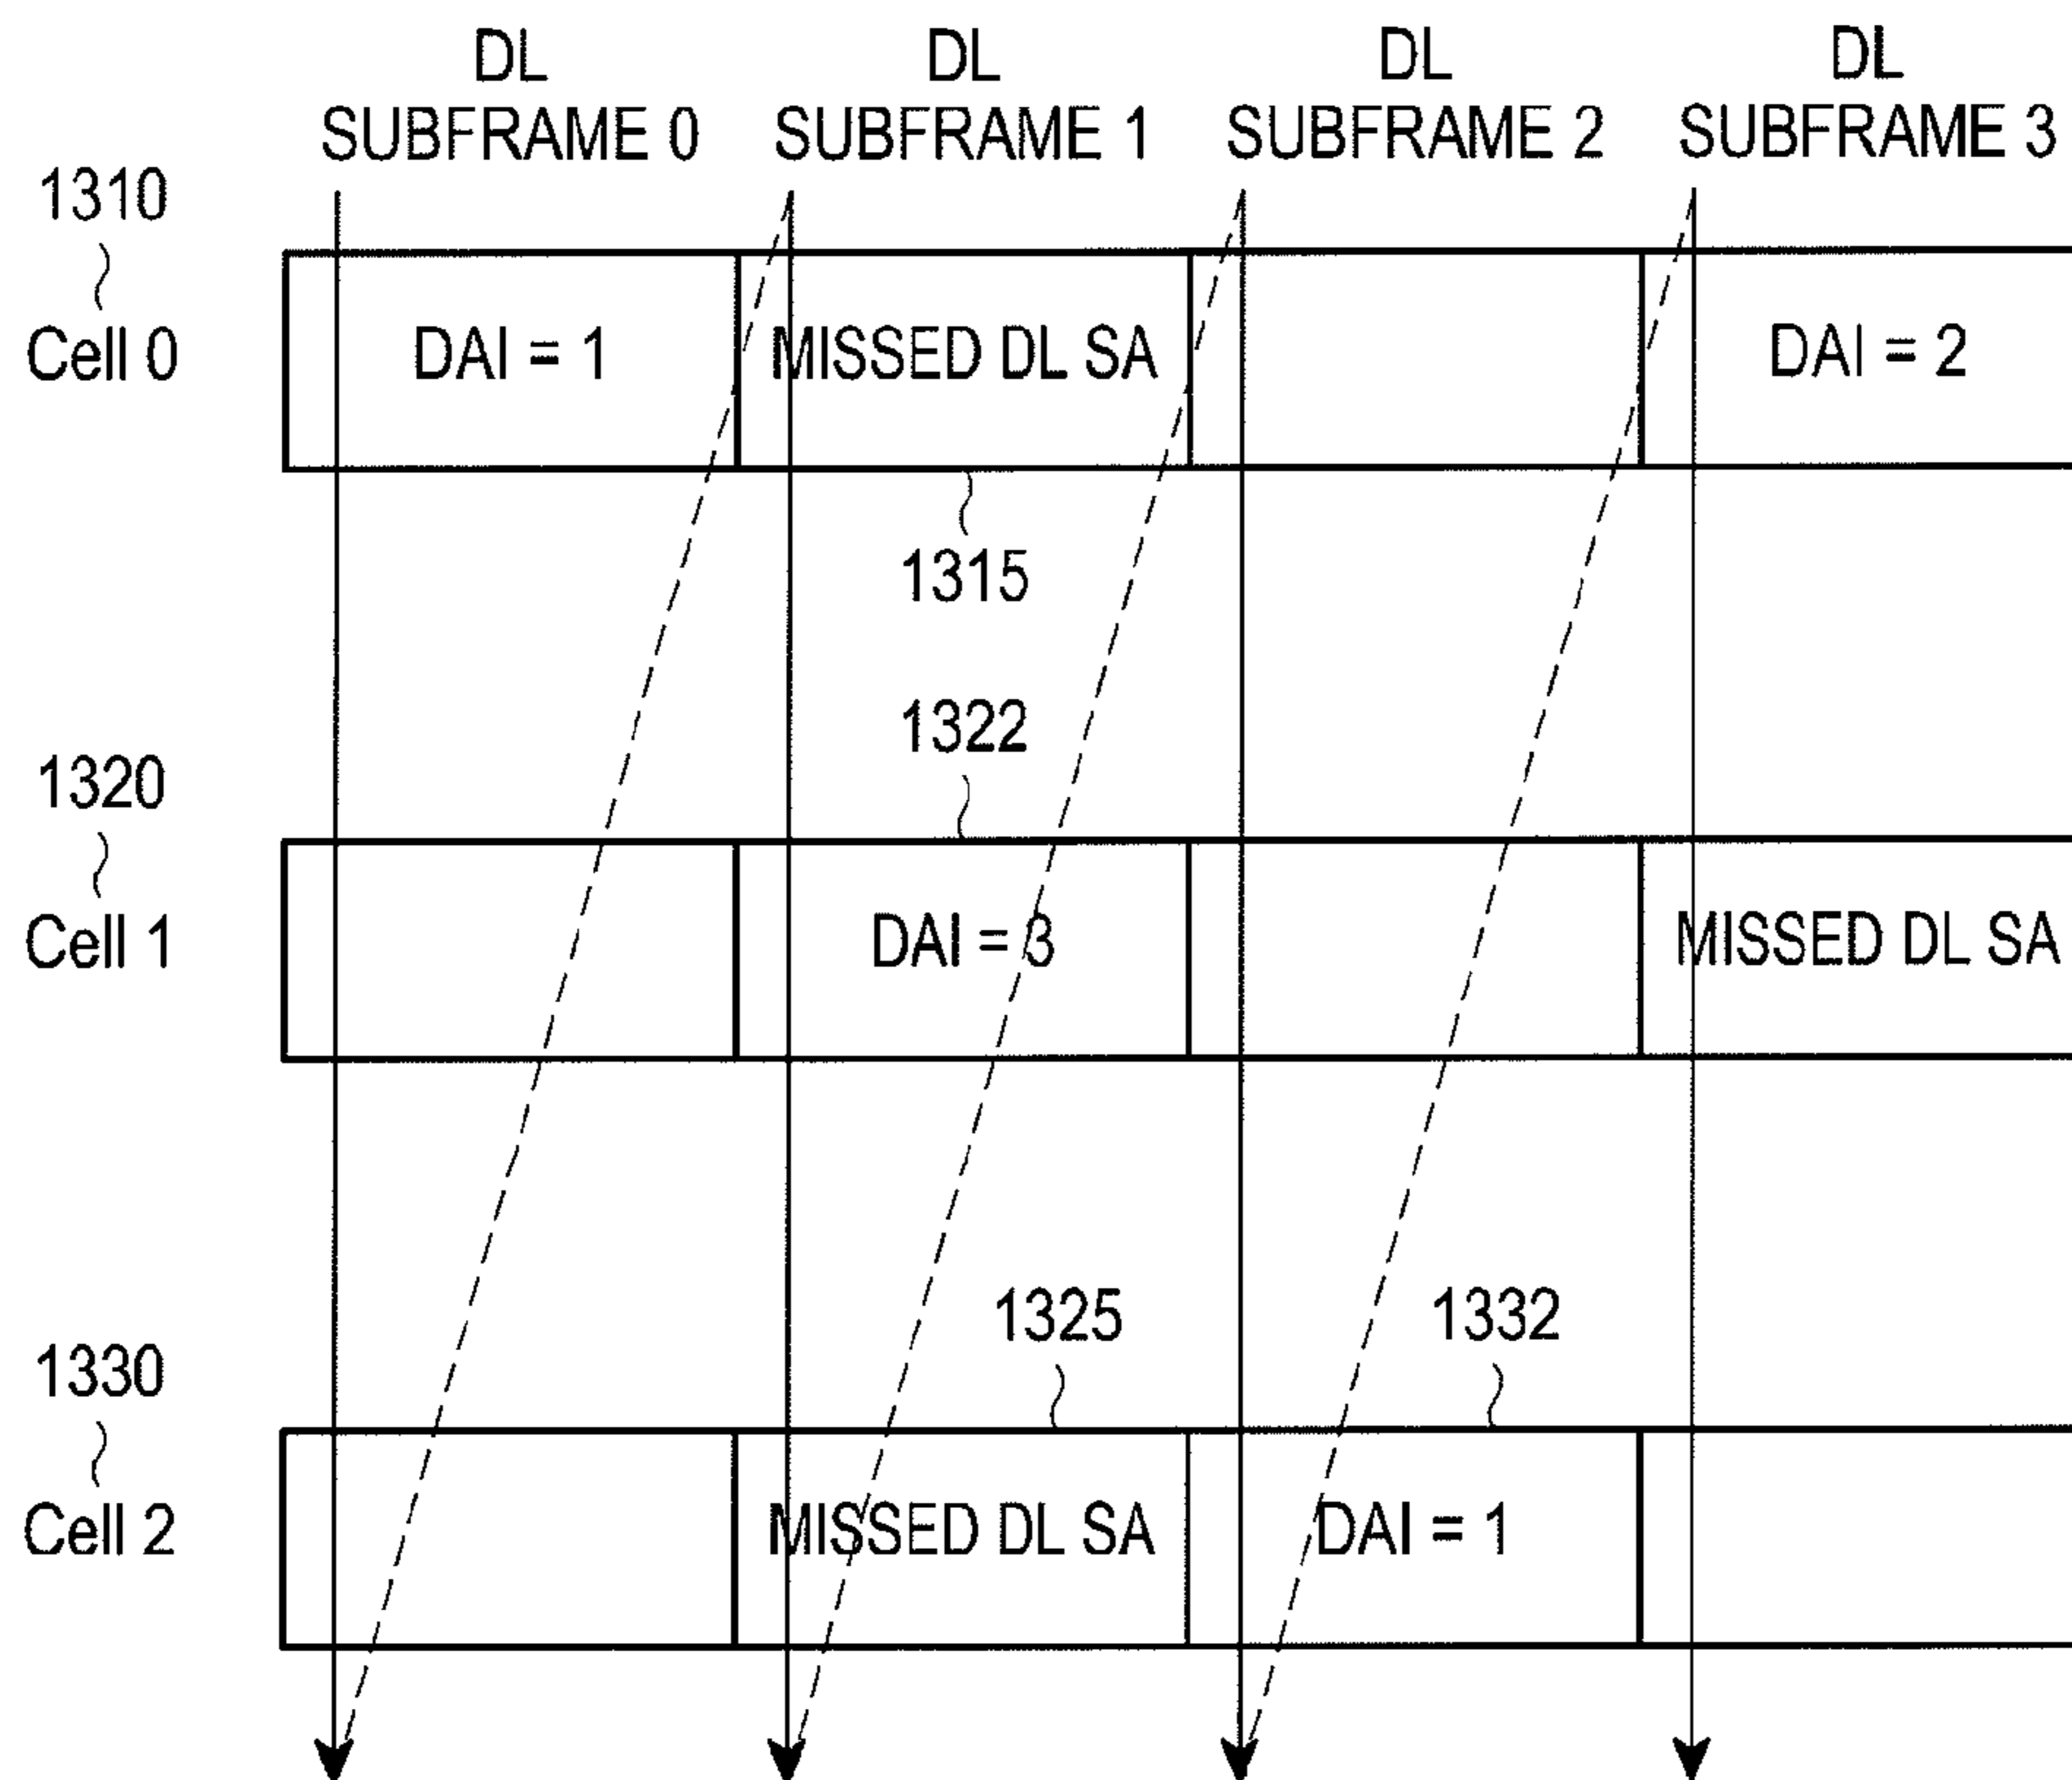 DL
SUBFRAME 0
DL
SUBFRAME 1
DL
SUBFRAME 2
DL
SUBFRAME 3
1310
Cell 0
DAI = 1
MISSED DL SA
DAI = 2
1315
1322
1320
Cell 1
DAI = 3
MISSED DL SA
1325
1332
1330
Cell 2
MISSED DL SA
DAI = 1